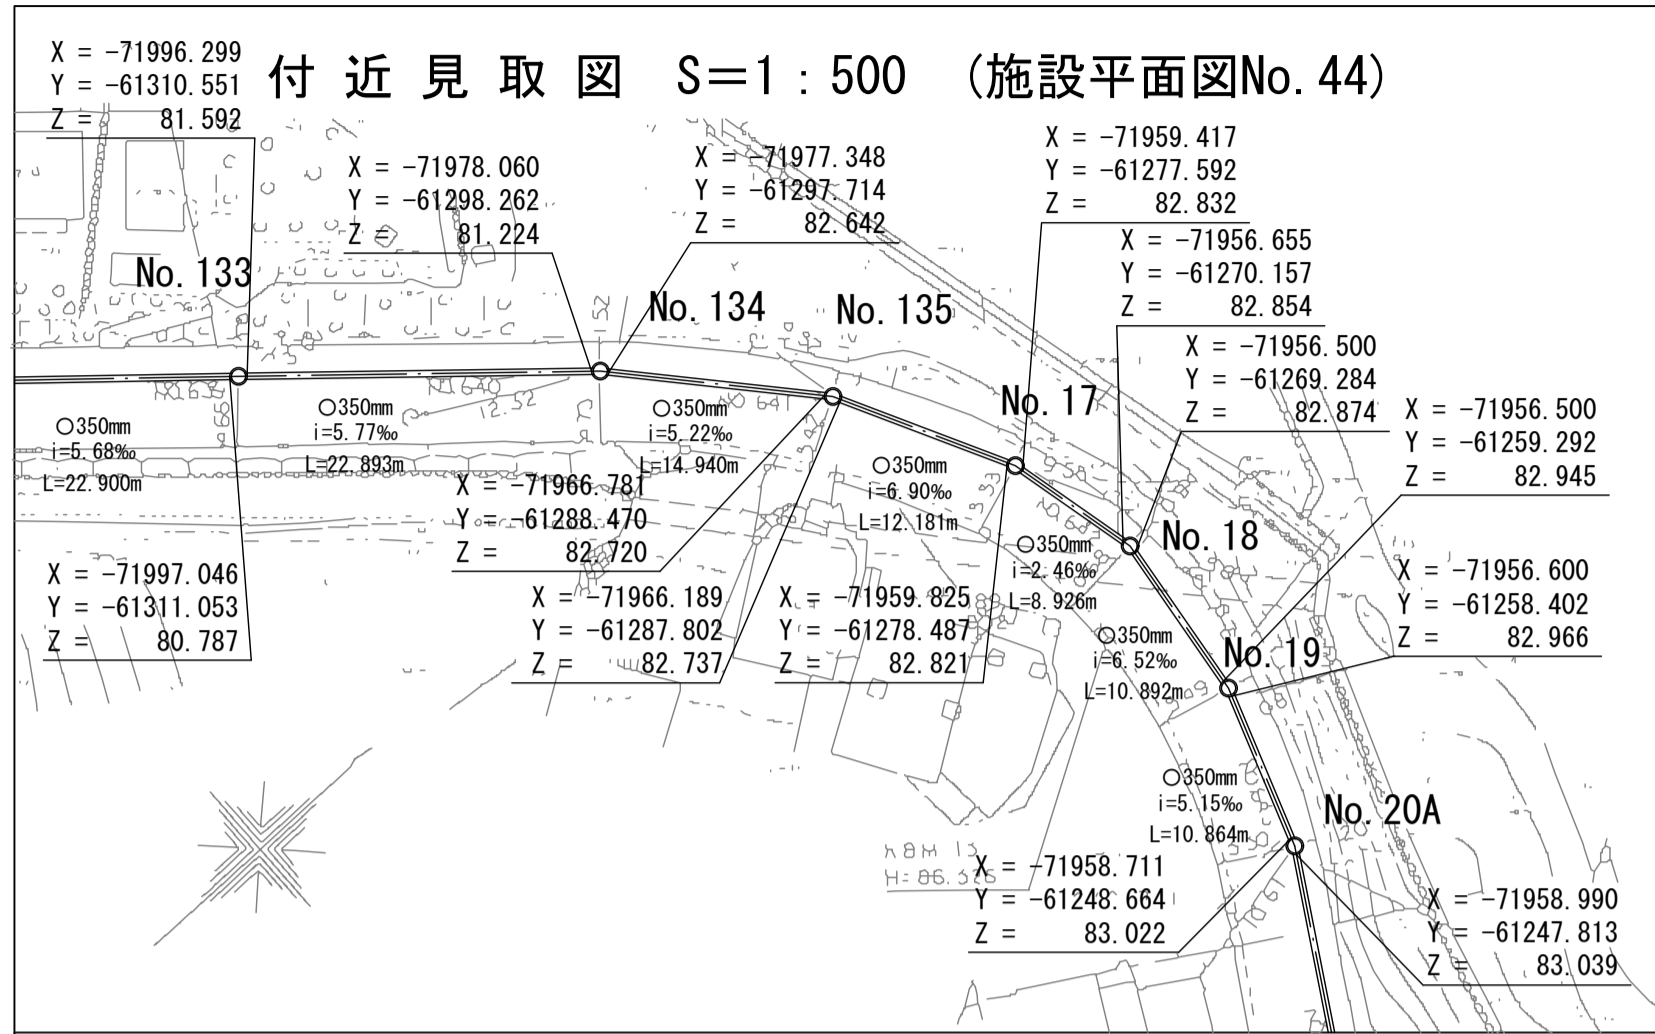 付近見取図 S＝1：500 （施設平面図No. 44）
X = -71996. 299
Y = -61310. 551
Z = 81. 592
X = -71978. 060
Y = -61298. 262
Z = 81. 224
X = -71977. 348
Y = -61297. 714
Z = 82. 642
X = -71959. 417
Y = -61277. 592
Z = 82. 832
X = -71956. 655
Y = -61270. 157
Z = 82. 854
X = -71956. 500
Y = -61269. 284
Z = 82. 874
X = -71956. 500
Y = -61259. 292
Z = 82. 945
No. 133
No. 134
No. 135
No. 17
No. 18
No. 19
No. 20A
○350mm
i=5. 68‰
L=22. 900m
○350mm
i=5. 77‰
L=22. 893m
○350mm
i=5. 22‰
L=14. 940m
○350mm
i=6. 90‰
L=12. 181m
○350mm
i=2. 46‰
L=8. 926m
○350mm
i=6. 52‰
L=10. 892m
○350mm
i=5. 15‰
L=10. 864m
12.52
X = -71997. 046
Y = -61311. 053
Z = 80. 787
X = -71966. 781
Y = -61288. 470
Z = 82. 720
X = -71966. 189
Y = -61287. 802
Z = 82. 737
X = -71959. 825
Y = -61278. 487
Z = 82. 821
X = -71956. 600
Y = -61258. 402
Z = 82. 966
X = -71958. 711
Y = -61248. 664
Z = 83. 022
X = -71958. 990
Y = -61247. 813
Z = 83. 039